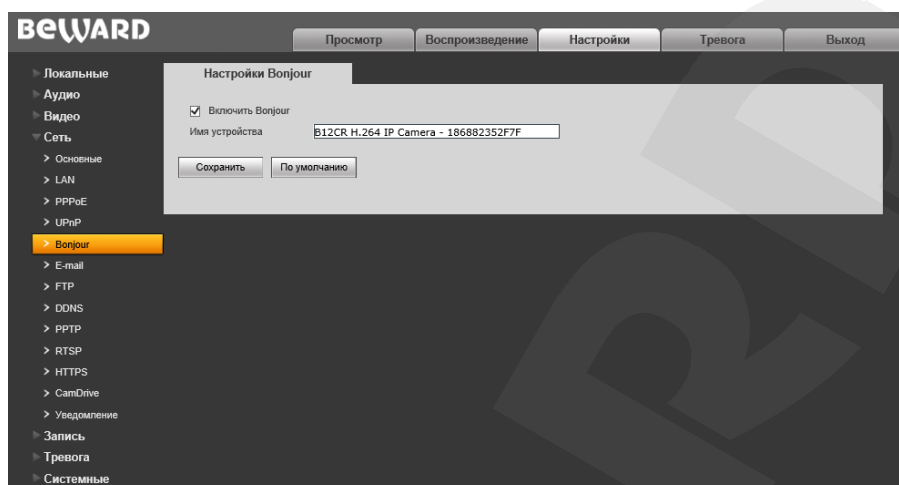 BEWARD
Просмотр
Воспроизведение
Настройки
Тревога
Выход
Локальные
Аудио
Видео
Сеть
> Основные
> LAN
> PPPoE
> UPnP
> Bonjour
> E-mail
> FTP
> DDNS
> PPTP
> RTSP
> HTTPS
> CamDrive
> Уведомление
Запись
Тревога
Системные
Настройки Bonjour
Включить Bonjour
Имя устройства B12CR H.264 IP Camera - 186882352F7F
Сохранить По умолчанию